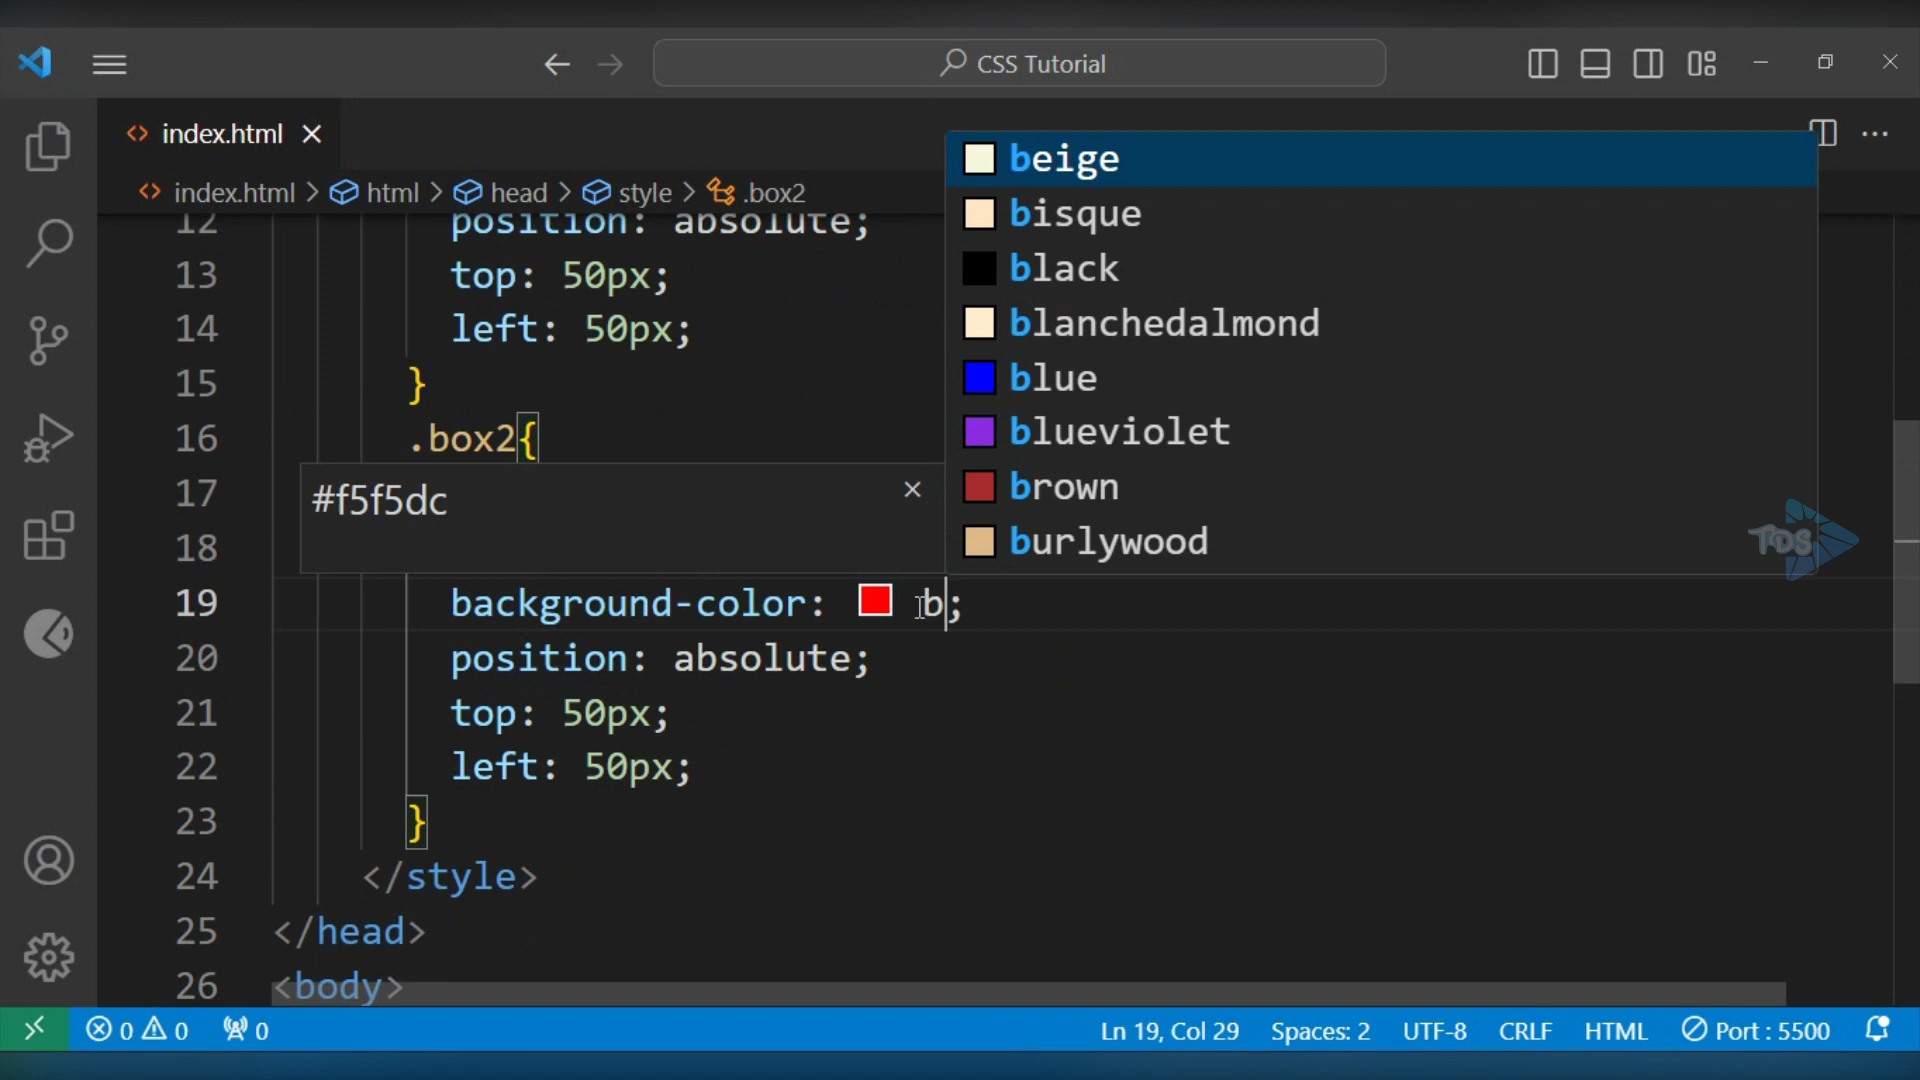 CSS Tutorial
index.html
index.html > html > head > style > .box2
12 position: absolute;
13 top: 50px;
14 left: 50px;
15 }
16 .box2{
17
18
#f5f5dc
beige
bisque
black
blanchedalmond
blue
blueviolet
brown
burlywood
TDS
19 background-color: b;
20 position: absolute;
21 top: 50px;
22 left: 50px;
23 }
24 </style>
25 </head>
26 <body>
0 0 0 Ln 19, Col 29 Spaces: 2 UTF-8 CRLF HTML Port : 5500